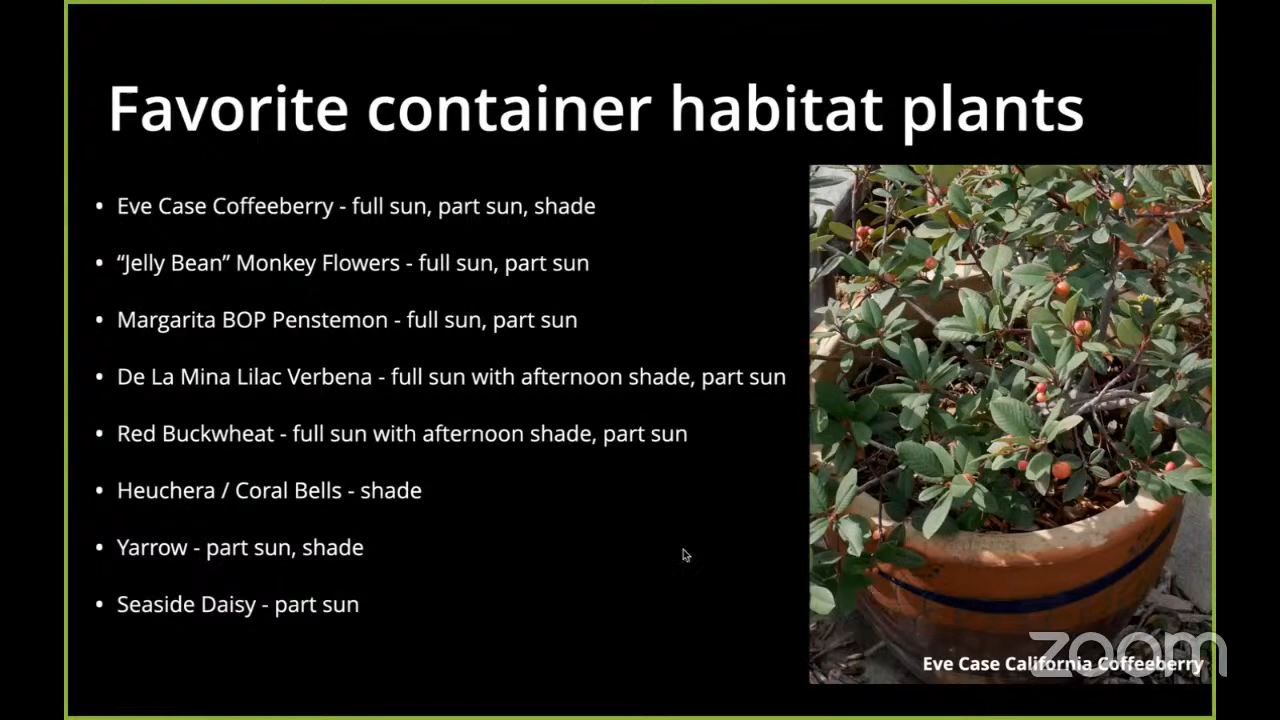 Favorite container habitat plants
• Eve Case Coffeeberry - full sun, part sun, shade
• “Jelly Bean” Monkey Flowers - full sun, part sun
• Margarita BOP Penstemon - full sun, part sun
• De La Mina Lilac Verbena - full sun with afternoon shade, part sun
• Red Buckwheat - full sun with afternoon shade, part sun
• Heuchera / Coral Bells - shade
• Yarrow - part sun, shade
• Seaside Daisy - part sun
Eve Case California Coffeeberry
zoom